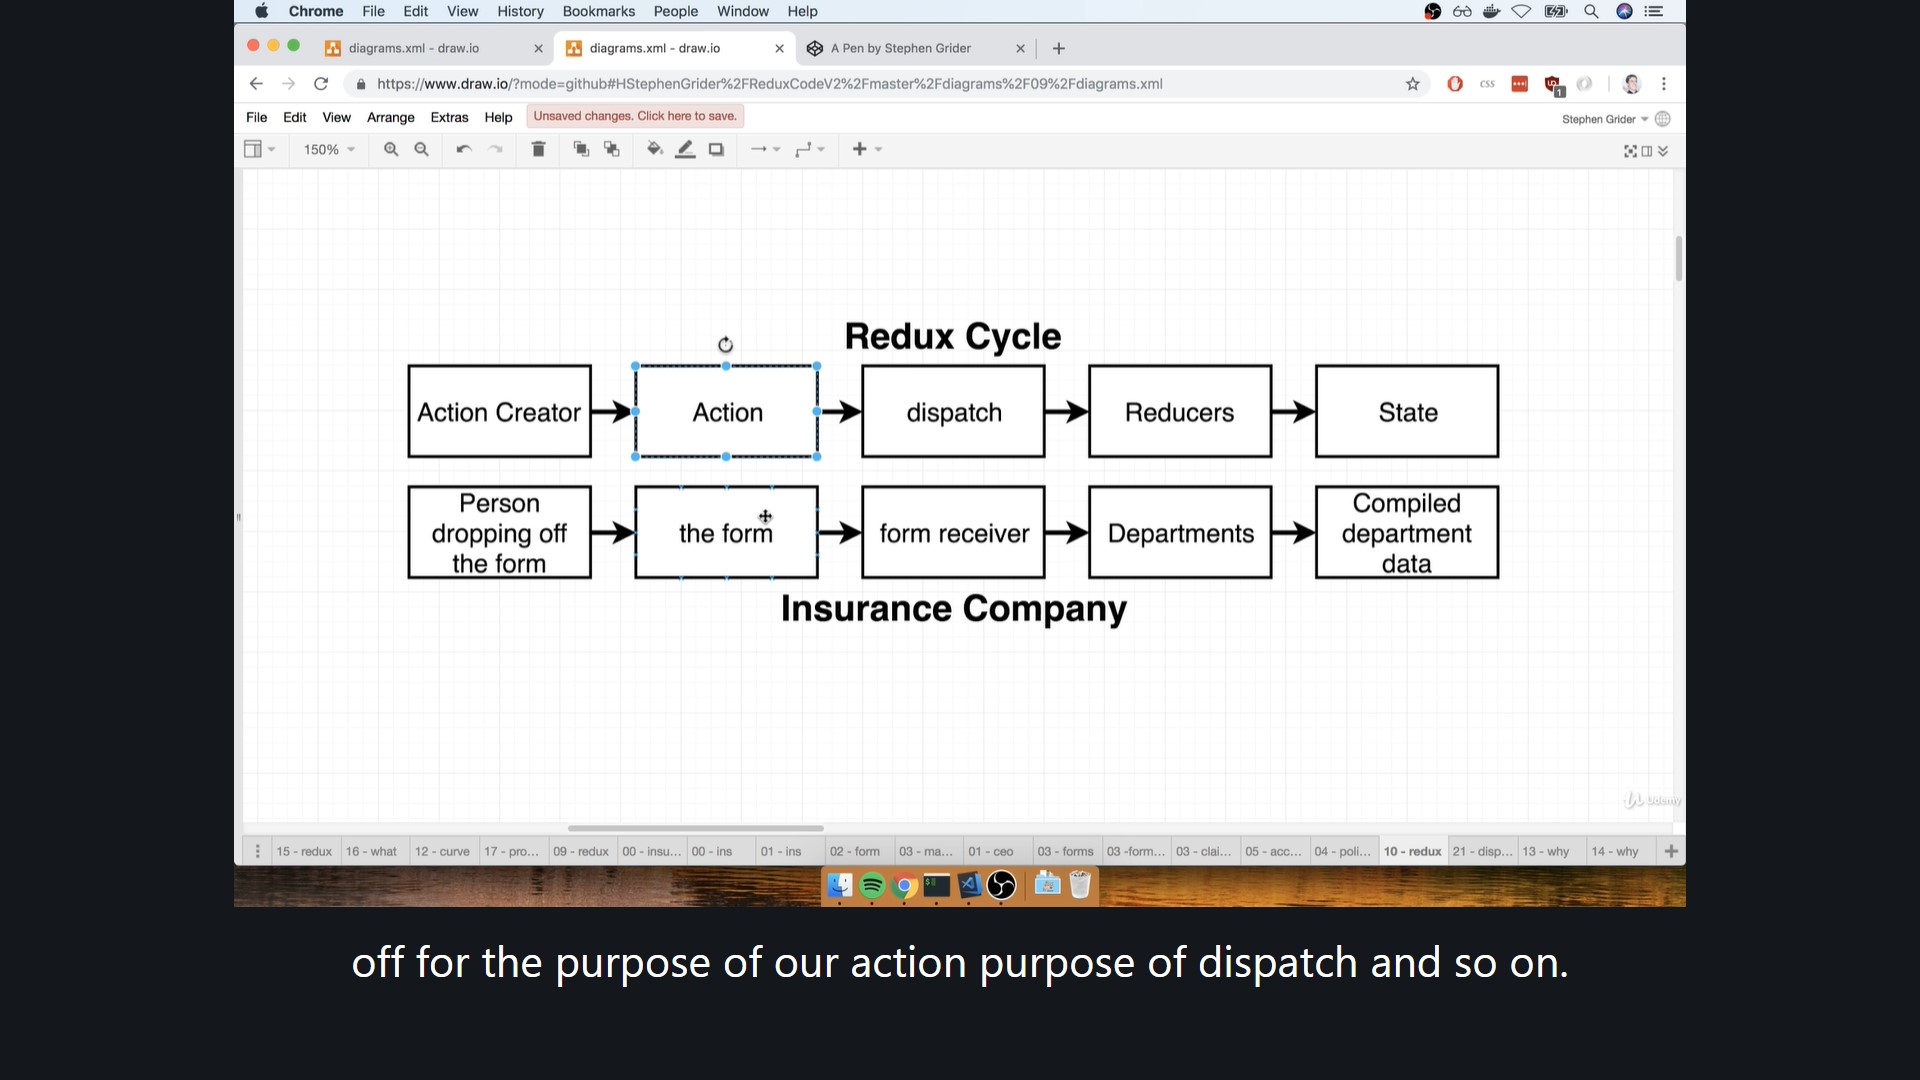 Chrome File Edit View History Bookmarks People Window Help
diagrams.xml - draw.io
diagrams.xml - draw.io
A Pen by Stephen Grider
https://www.draw.io/?mode=github#HStephenGrider%2FReduxCodeV2%2Fmaster%2Fdiagrams%2F09%2Fdiagrams.xml
css
1
File Edit View Arrange Extras Help
Unsaved changes. Click here to save.
Stephen Grider
150%
Redux Cycle
Action Creator
Action
dispatch
Reducers
State
Person
dropping off
the form
the form
form receiver
Departments
Compiled
department
data
Insurance Company
Udemy
15 - redux
16 - what
12 - curve
17 - pro...
09 - redux
00 - insu...
00 - ins
01 - ins
02 - form
03 - ma...
01 - ceo
03 - forms
03 -form...
03 - clai...
05 - acc...
04 - poli...
10 - redux
21 - disp...
13 - why
14 - why
off for the purpose of our action purpose of dispatch and so on.